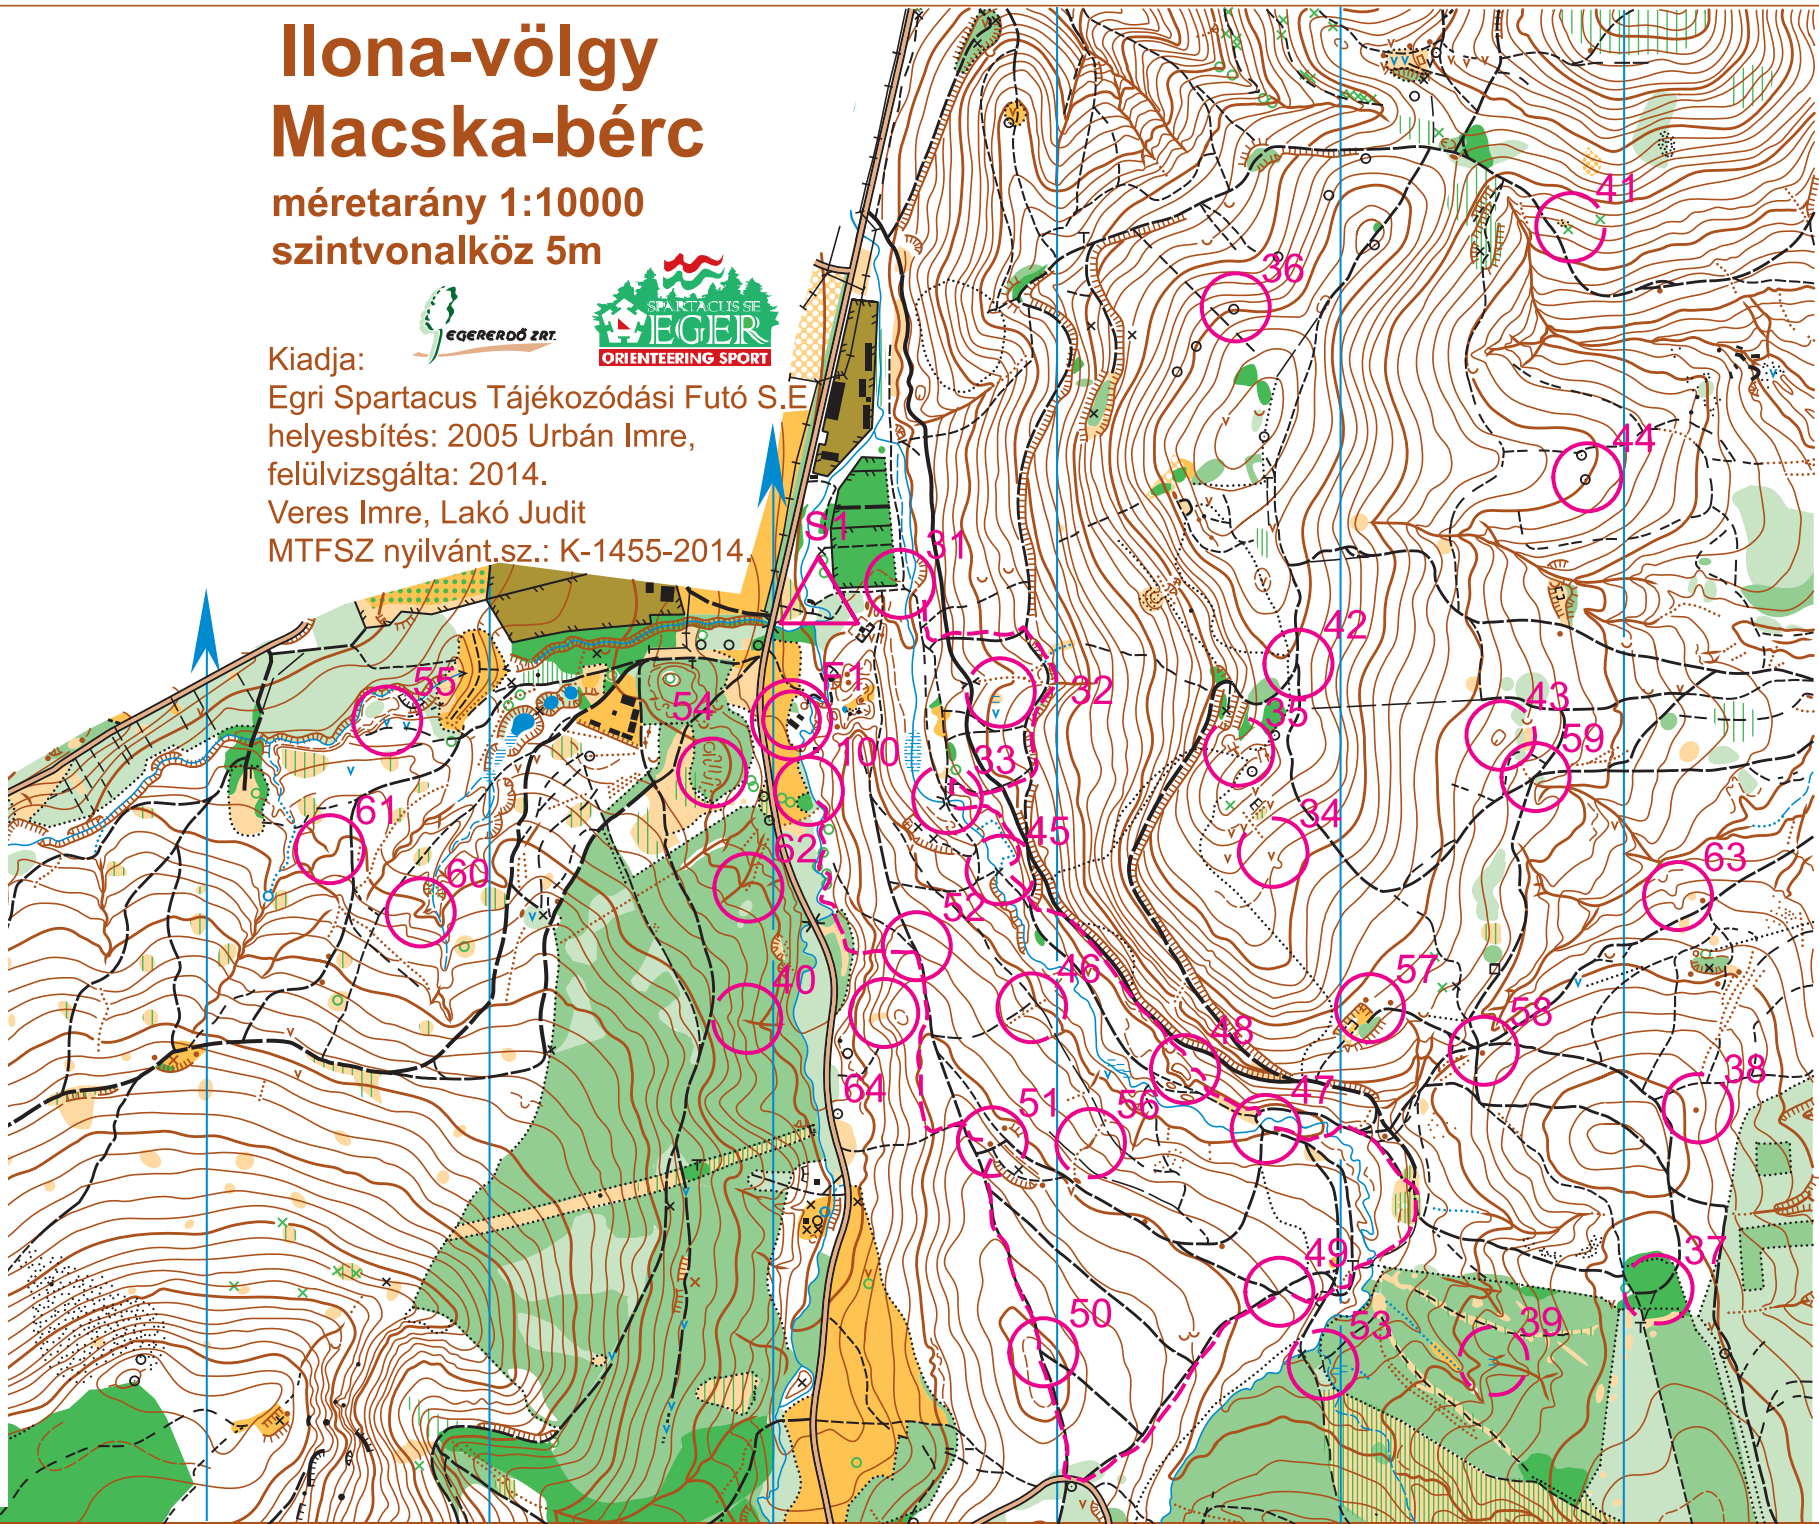 Ilona-völgy
Macska-bérc
méretarány 1:10000
szintvonalköz 5m
EGERERDŐ ZRT.
SPARTACUS SE
EGER
ORIENTEERING SPORT
Kiadja:
Egri Spartacus Tájékozódási Futó S.E
helyesbítés: 2005 Urbán Imre,
felülvizsgálta: 2014.
Veres Imre, Lakó Judit
MTFSZ nyilvánt.sz.: K-1455-2014.
41
36
44
S1
31
42
55
54
F1
32
35
43
59
100
33
61
62
45
34
63
60
52
40
46
57
58
48
64
51
56
47
38
49
37
50
53
39